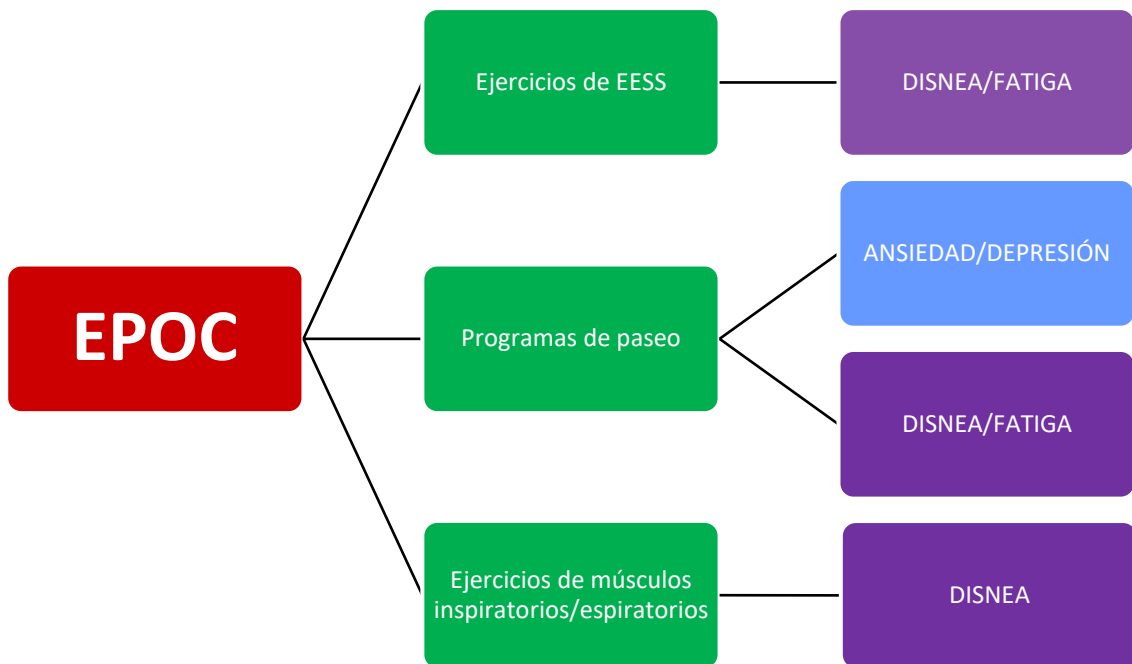 Ejercicios de EESS
DISNEA/FATIGA
ANSIEDAD/DEPRESIÓN
EPOC
Programas de paseo
DISNEA/FATIGA
Ejercicios de músculos
inspiratorios/espiratorios
DISNEA